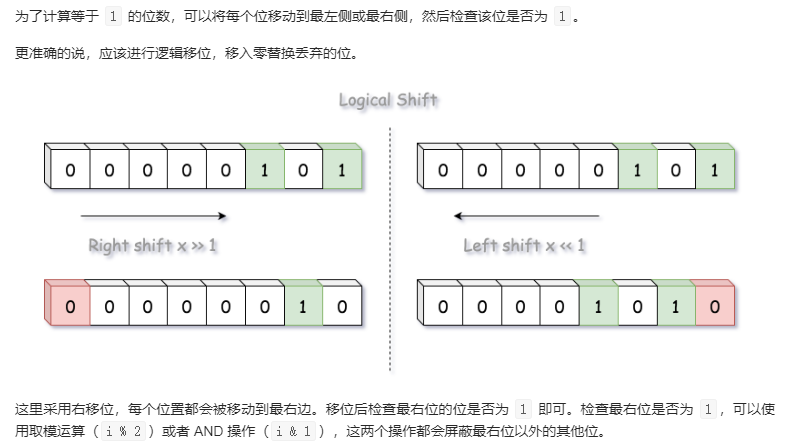 为了计算等于 1 的位数，可以将每个位移动到最左侧或最右侧，然后检查该位是否为 1 。
更准确的说，应该进行逻辑移位，移入零替换丢弃的位。
Logical Shift
0 0 0 0 0 1 0 1
0 0 0 0 0 1 0 1
Right shift x >> 1
Left shift x << 1
0 0 0 0 0 0 1 0
0 0 0 0 1 0 1 0
这里采用右移位，每个位置都会被移动到最右边。移位后检查最右位的位是否为 1 即可。检查最右位是否为 1 ，可以使
用取模运算（ i % 2 ）或者 AND 操作（ i & 1 ），这两个操作都会屏蔽最右位以外的其他位。